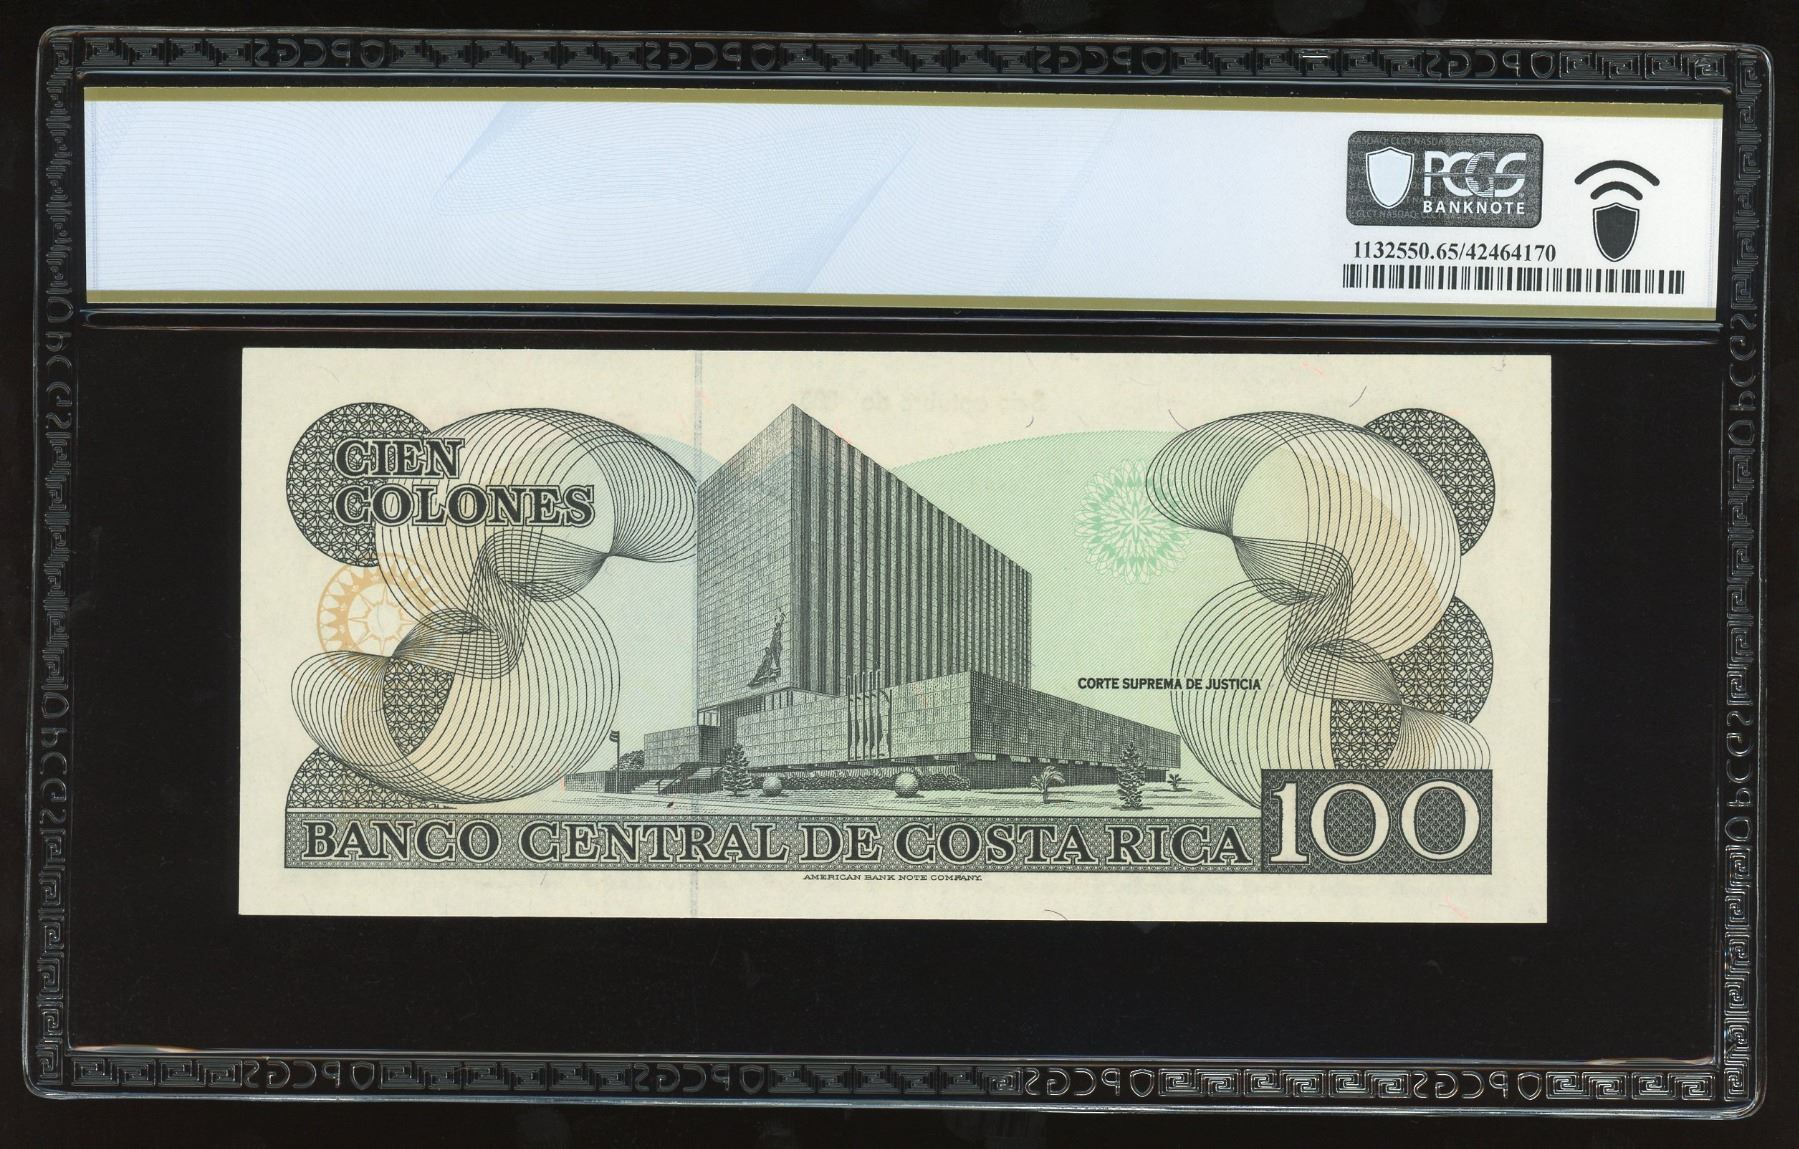 PCGS
BANKNOTE
1132550.65/42464170
CIEN
COLONES
CORTE SUPREMA DE JUSTICIA
BANCO CENTRAL DE COSTA RICA
100
AMERICAN BANK NOTE COMPANY.